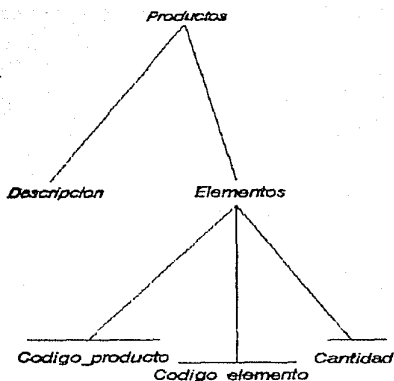 Productos
Descripcion
Elementos
Codigo_producto
Codigo elemento
Cantidad